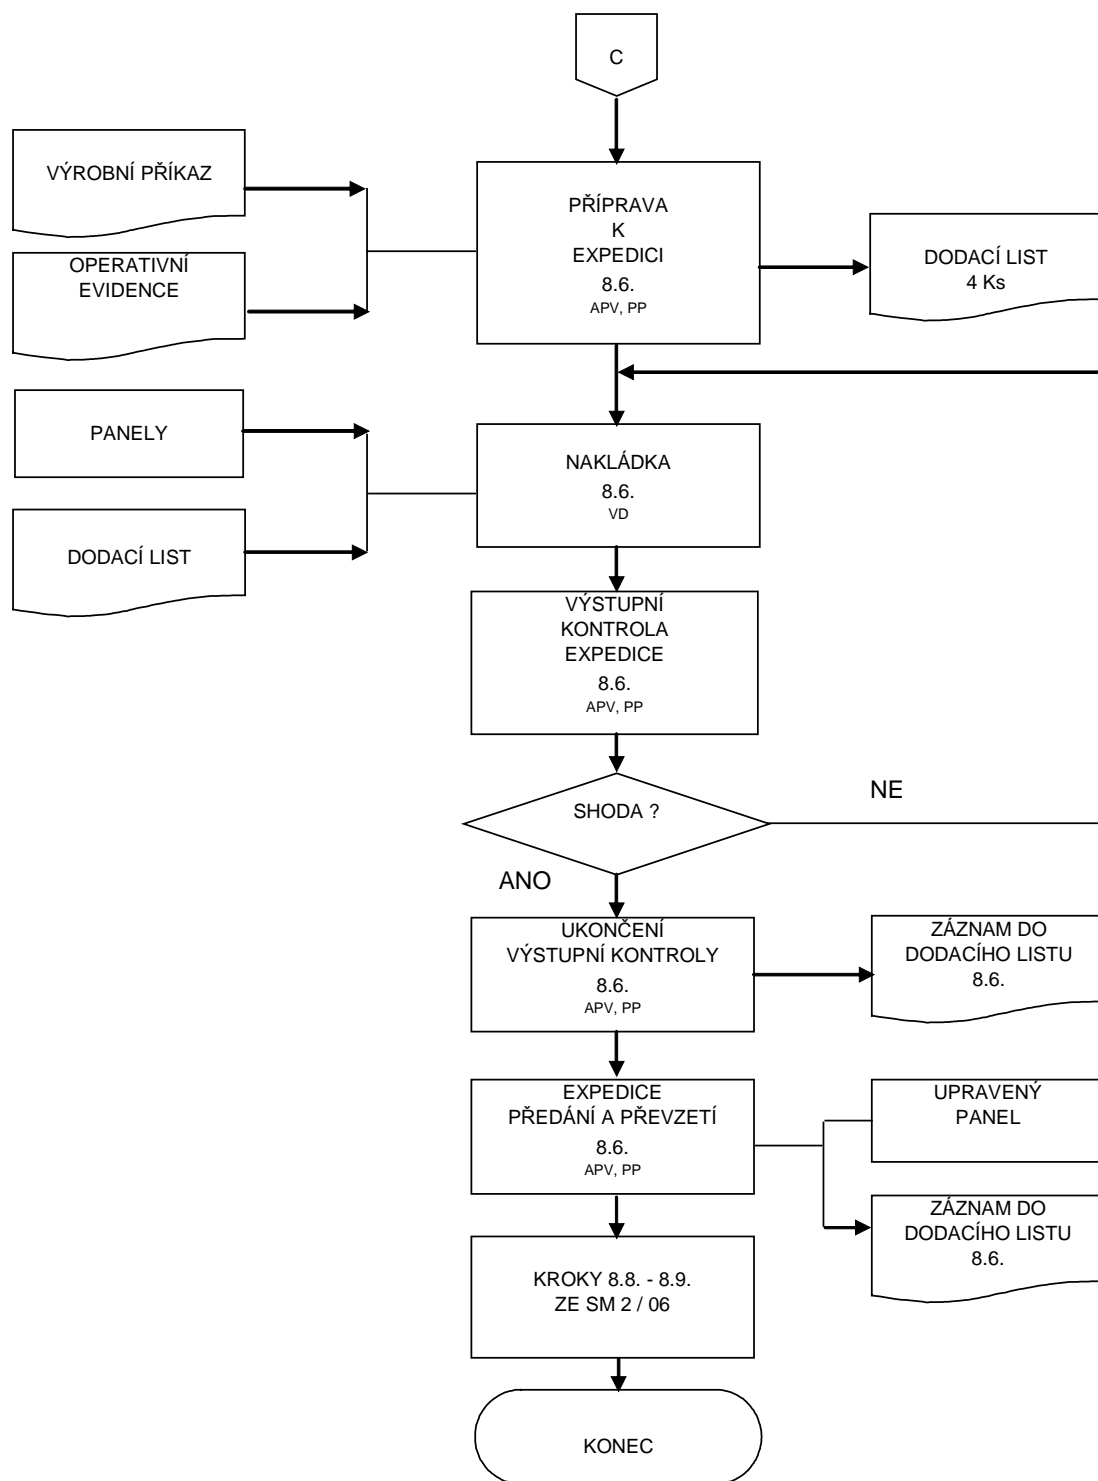 C
VÝROBNÍ PŘÍKAZ
PŘÍPRAVA
K
EXPEDICI
8.6.
APV, PP
DODACÍ LIST
4 Ks
OPERATIVNÍ
EVIDENCE
PANELY
NAKLÁDKA
8.6.
VD
DODACÍ LIST
VÝSTUPNÍ
KONTROLA
EXPEDICE
8.6.
APV, PP
SHODA ?
NE
ANO
UKONČENÍ
VÝSTUPNÍ KONTROLY
8.6.
APV, PP
ZÁZNAM DO
DODACÍHO LISTU
8.6.
EXPEDICE
PŘEDÁNÍ A PŘEVZETÍ
8.6.
APV, PP
UPRAVENÝ
PANEL
ZÁZNAM DO
DODACÍHO LISTU
8.6.
KROKY 8.8. - 8.9.
ZE SM 2 / 06
KONEC